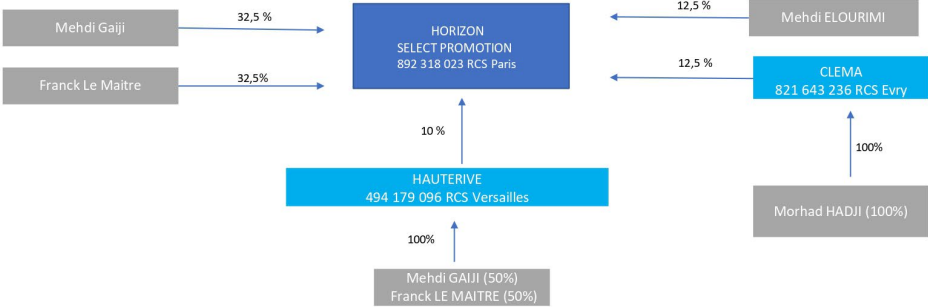 Mehdi Gaiji
32,5 %
HORIZON
SELECT PROMOTION
892 318 023 RCS Paris
12,5 %
Mehdi ELOURIMI
Franck Le Maitre
32,5%
12,5 %
CLEMA
821 643 236 RCS Evry
10 %
100%
HAUTERIVE
494 179 096 RCS Versailles
Morhad HADJI (100%)
100%
Mehdi GAIJI (50%)
Franck LE MAITRE (50%)